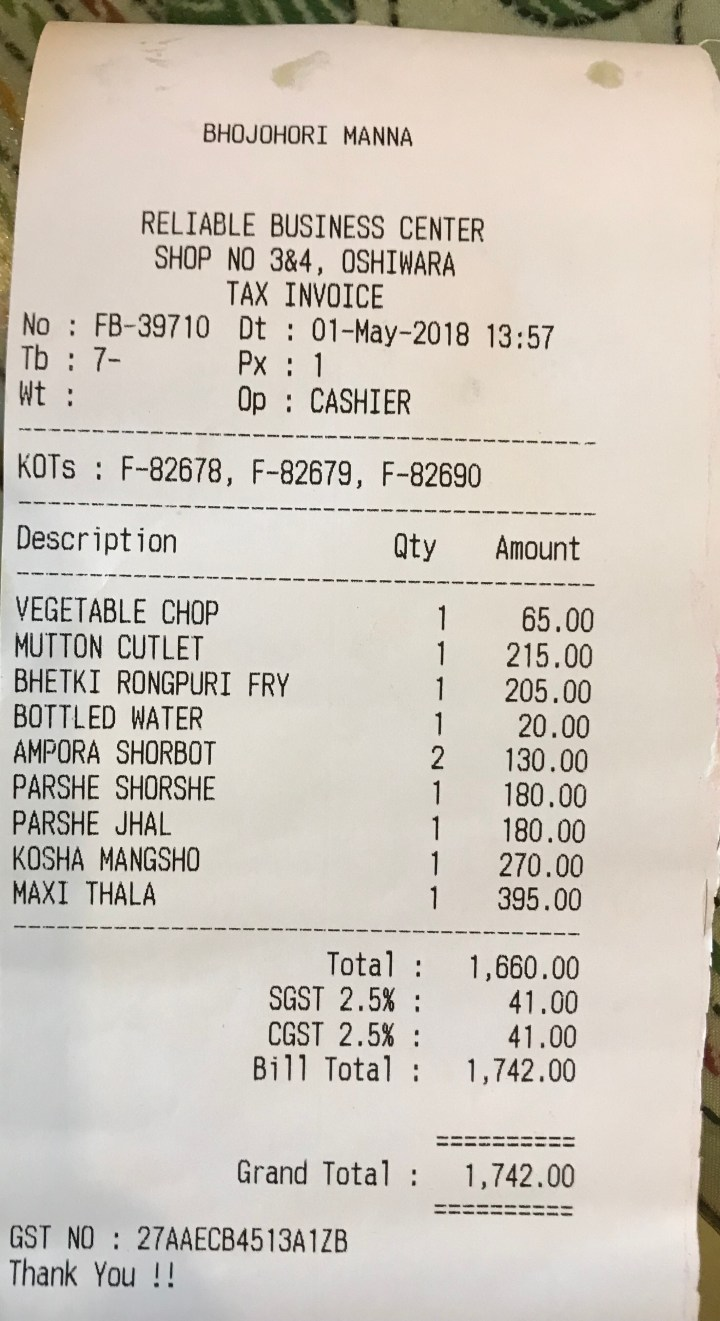 BHOJOHORI MANNA
RELIABLE BUSINESS CENTER
SHOP NO 3&4, OSHIWARA
TAX INVOICE
No : FB-39710 Dt : 01-May-2018 13:57
Tb : 7- Px : 1
Wt : Op : CASHIER
KOTs : F-82678, F-82679, F-82690
Description Qty Amount
VEGETABLE CHOP 1 65.00
MUTTON CUTLET 1 215.00
BHETKI RONGPURI FRY 1 205.00
BOTTLED WATER 1 20.00
AMPORA SHORBOT 2 130.00
PARSHE SHORSHE 1 180.00
PARSHE JHAL 1 180.00
KOSHA MANGSHO 1 270.00
MAXI THALA 1 395.00
Total : 1,660.00
SGST 2.5% : 41.00
CGST 2.5% : 41.00
Bill Total : 1,742.00
==========
Grand Total : 1,742.00
==========
GST NO : 27AAECB4513A1ZB
Thank You !!